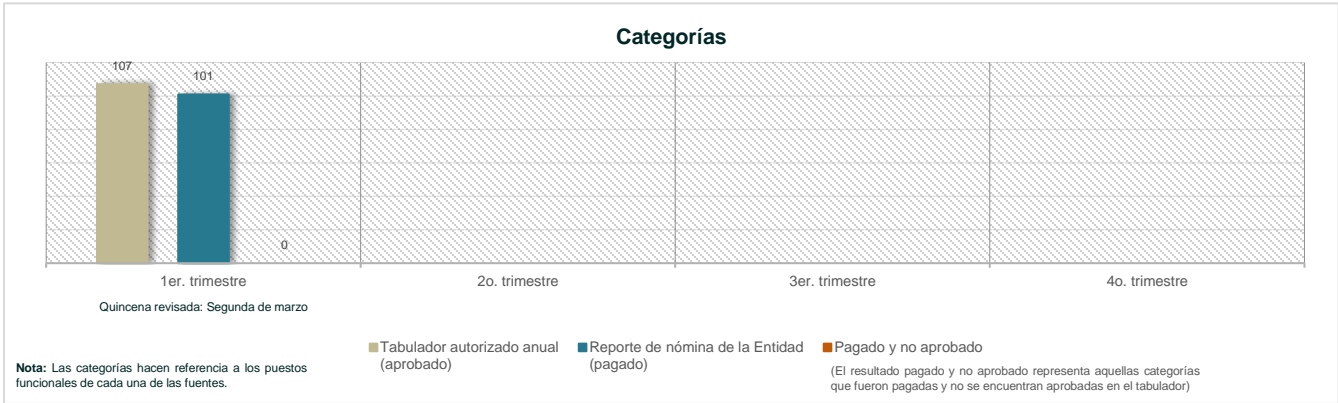 Categorías
107
101
0
1er. trimestre
2o. trimestre
3er. trimestre
4o. trimestre
Quincena revisada: Segunda de marzo
Tabulador autorizado anual
(aprobado)
Reporte de nómina de la Entidad
(pagado)
Pagado y no aprobado
(El resultado pagado y no aprobado representa aquellas categorías
que fueron pagadas y no se encuentran aprobadas en el tabulador)
Nota: Las categorías hacen referencia a los puestos
funcionales de cada una de las fuentes.